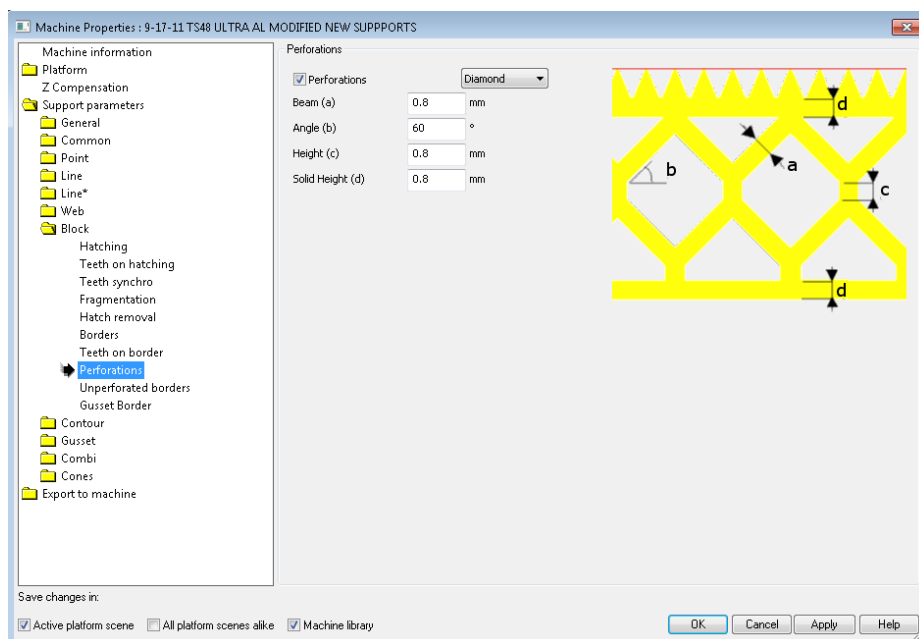 Machine Properties : 9-17-11 TS48 ULTRA AL MODIFIED NEW SUPPPORTS
Machine information
Platform
Z Compensation
Support parameters
General
Common
Point
Line
Line*
Web
Block
Hatching
Teeth on hatching
Teeth synchro
Fragmentation
Hatch removal
Borders
Teeth on border
Perforations
Unperforated borders
Gusset Border
Contour
Gusset
Combi
Cones
Export to machine
Perforations
Perforations Diamond
Beam (a) 0.8 mm
Angle (b) 60 °
Height (c) 0.8 mm
Solid Height (d) 0.8 mm
d
a
b
c
d
Save changes in:
Active platform scene All platform scenes alike Machine library OK Cancel Apply Help